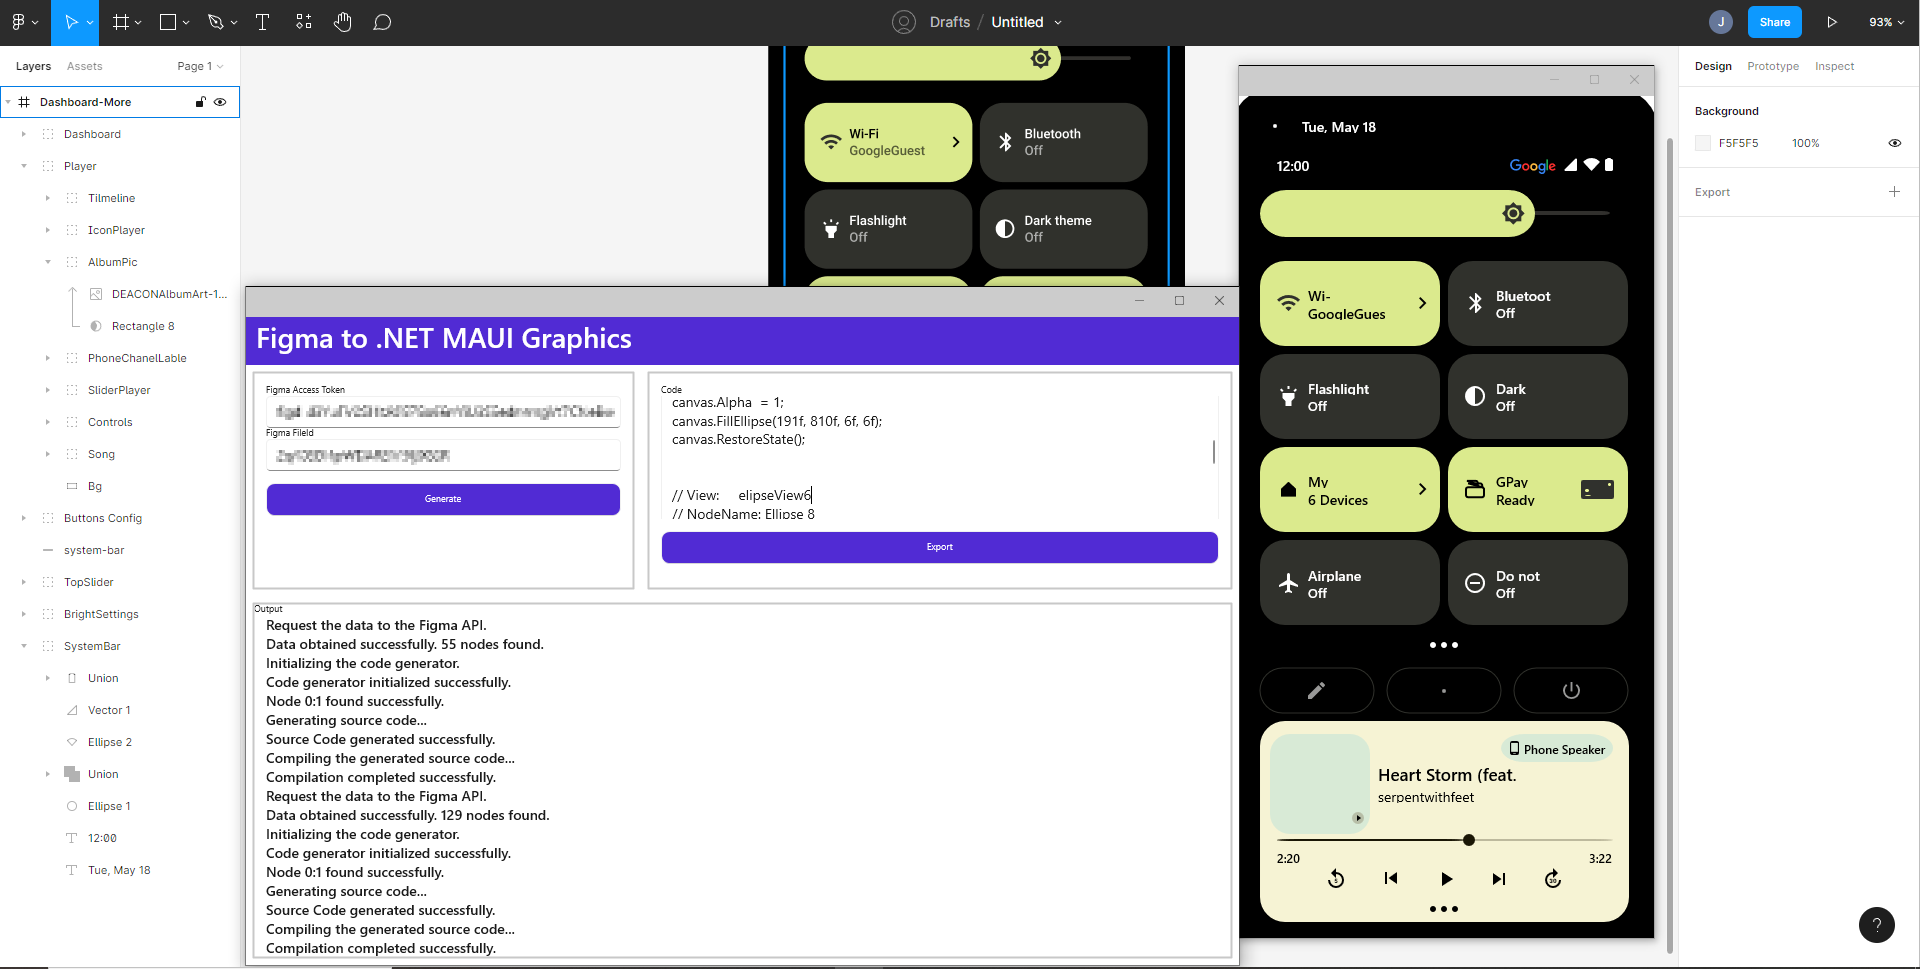 Drafts / Untitled
J
Share
93%
Layers
Assets
Page 1
Dashboard-More
Dashboard
Player
Tilmeline
IconPlayer
AlbumPic
DEACONAlbumArt-1...
Rectangle 8
PhoneChanelLable
SliderPlayer
Controls
Song
Bg
Buttons Config
system-bar
TopSlider
BrightSettings
SystemBar
Union
Vector 1
Ellipse 2
Union
Ellipse 1
12:00
Tue, May 18
Wi-Fi
GoogleGuest
Bluetooth
Off
Flashlight
Off
Dark theme
Off
Figma to .NET MAUI Graphics
Figma Access Token
Figma FileId
Generate
Code
canvas.Alpha = 1;
canvas.FillEllipse(191f, 810f, 6f, 6f);
canvas.RestoreState();
// View: elipseView6
// NodeName: Ellipse 8
Export
Output
Request the data to the Figma API.
Data obtained successfully. 55 nodes found.
Initializing the code generator.
Code generator initialized successfully.
Node 0:1 found successfully.
Generating source code...
Source Code generated successfully.
Compiling the generated source code...
Compilation completed successfully.
Request the data to the Figma API.
Data obtained successfully. 129 nodes found.
Initializing the code generator.
Code generator initialized successfully.
Node 0:1 found successfully.
Generating source code...
Source Code generated successfully.
Compiling the generated source code...
Compilation completed successfully.
Tue, May 18
12:00
Google
Wi-
GoogleGues
Bluetoot
Off
Flashlight
Off
Dark
Off
My
6 Devices
GPay
Ready
Airplane
Off
Do not
Off
Phone Speaker
Heart Storm (feat.
serpentwithfeet
2:20
3:22
Design
Prototype
Inspect
Background
F5F5F5
100%
Export
?